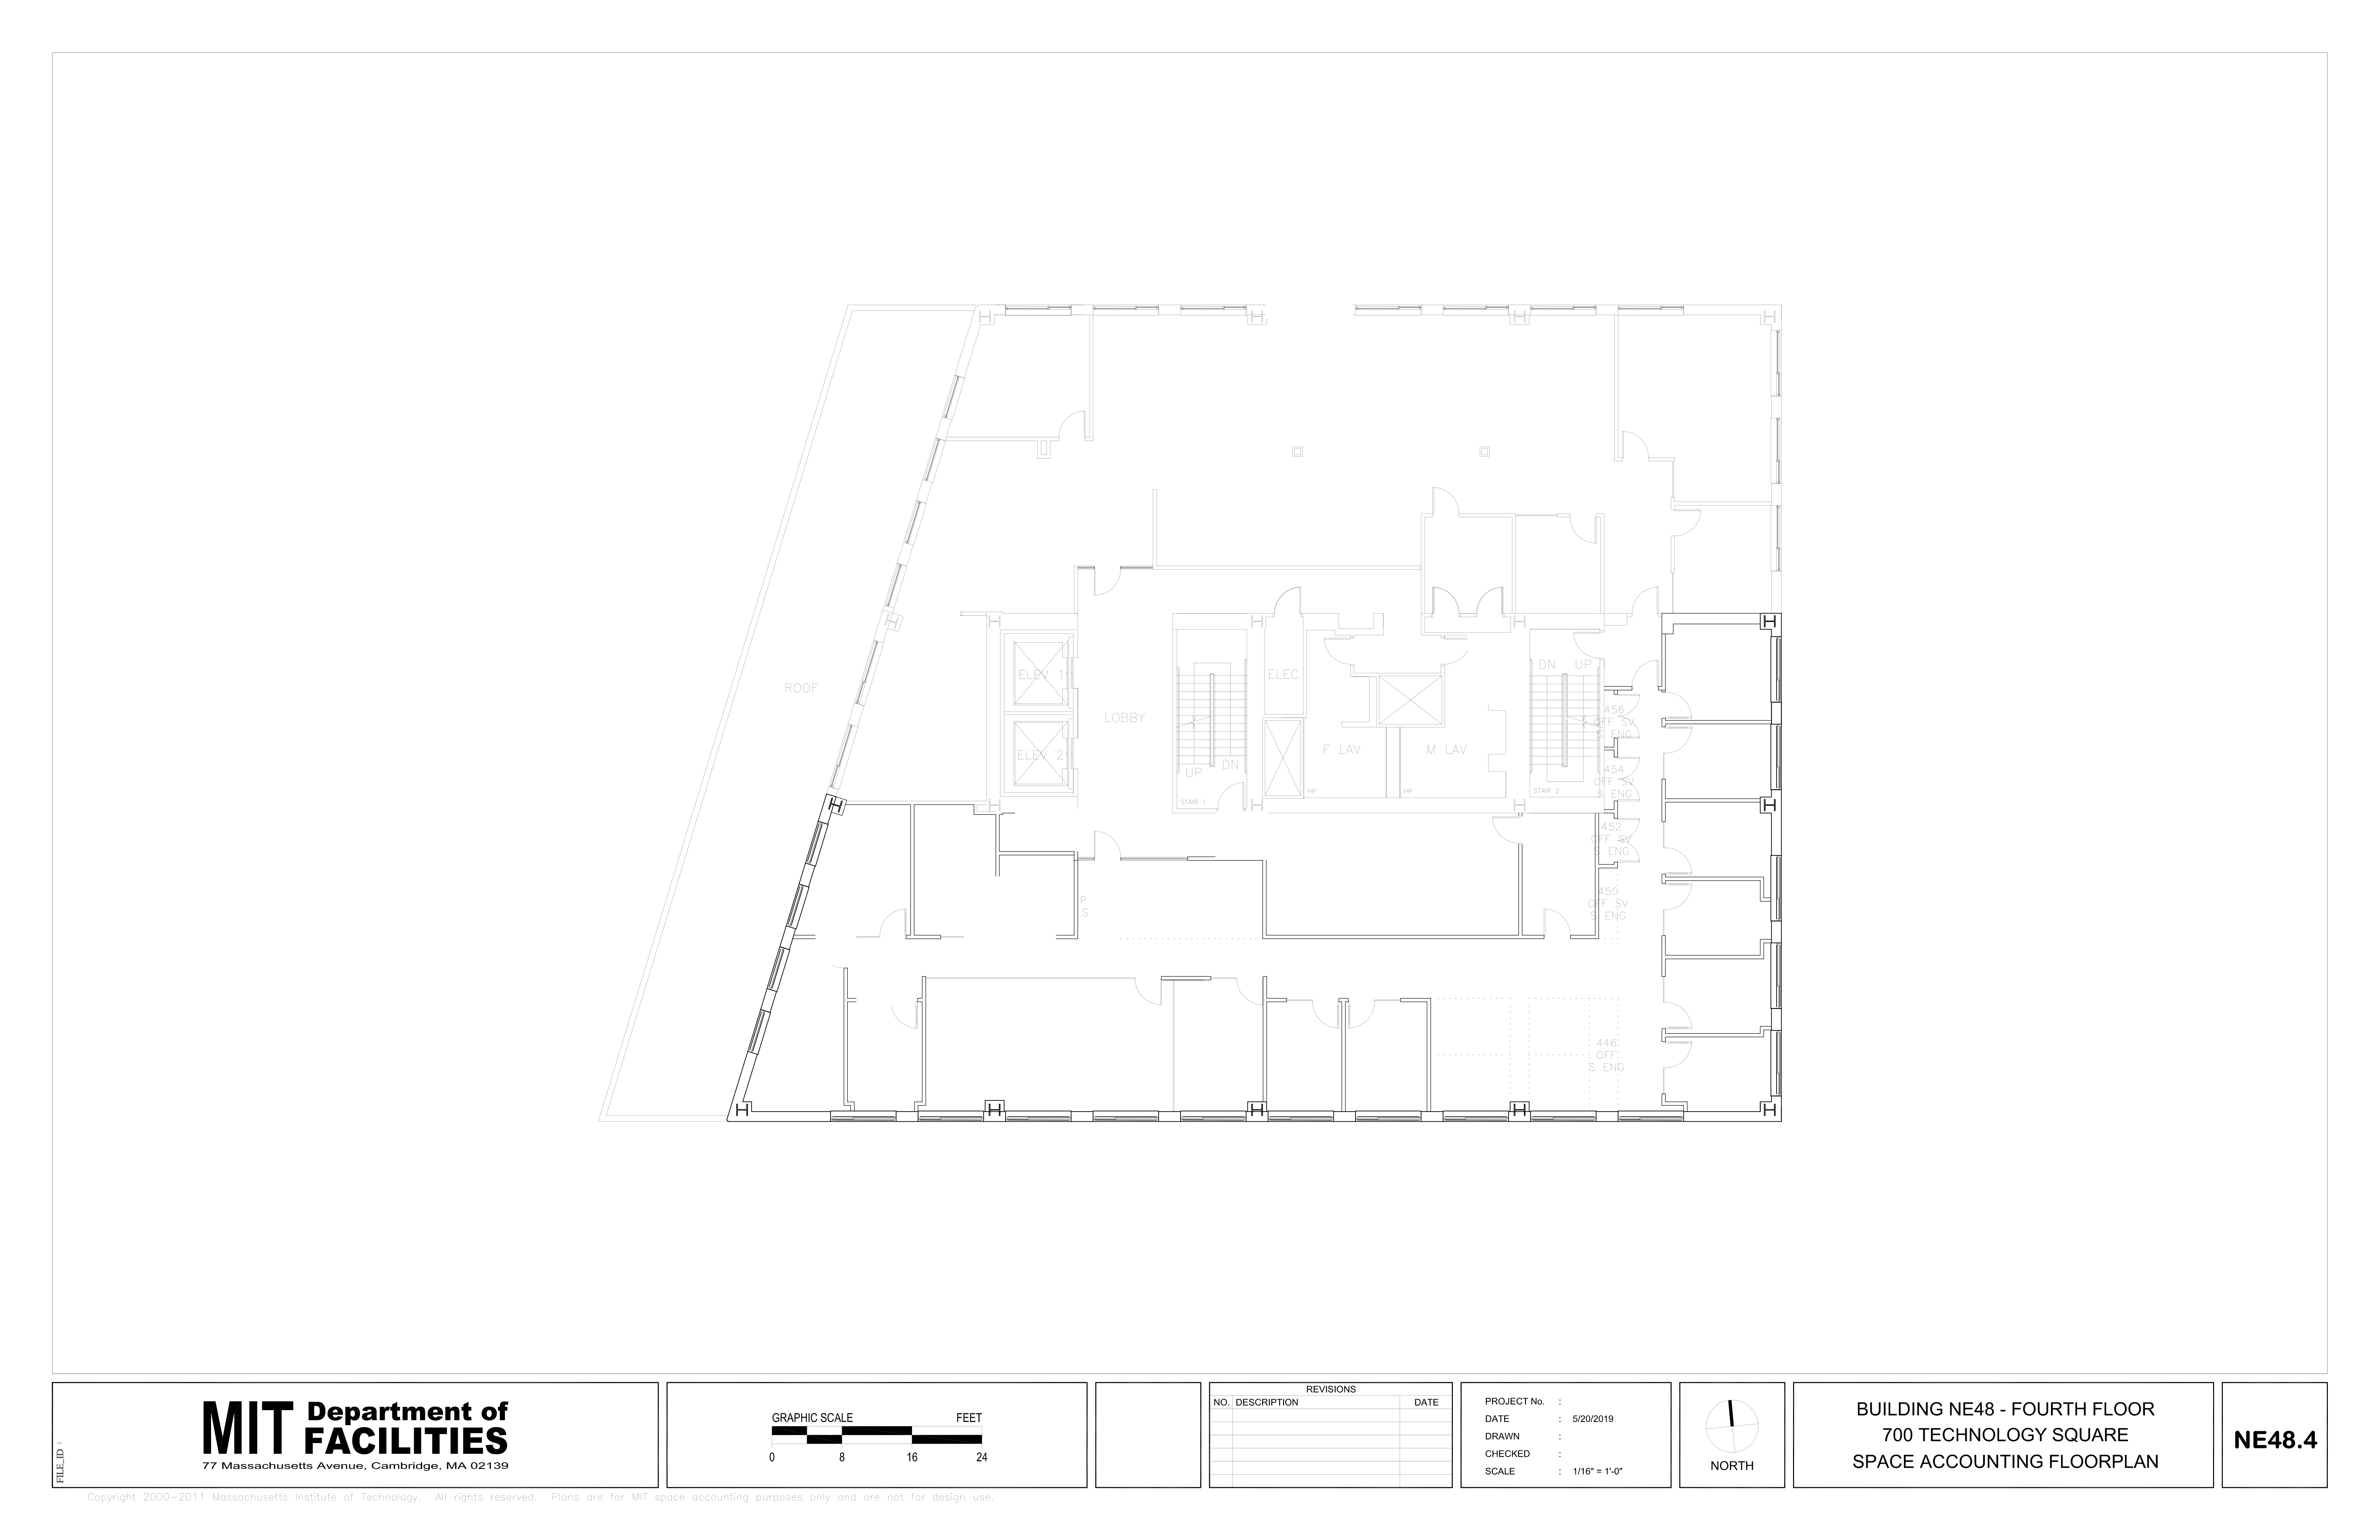 ROOF
ELEV 1
ELEV 2
LOBBY
ELEC
F LAV
M LAV
DN UP
UP
DN
STAIR 1
HP
HP
STAIR 2
456
OFF SV
S ENG
454
OFF SV
S ENG
452
OFF SV
S ENG
450
OFF SV
S ENG
P
S
446
OFF
S ENG
FILE_ID :
MIT Department of
FACILITIES
77 Massachusetts Avenue, Cambridge, MA 02139
GRAPHIC SCALE FEET
0 8 16 24
REVISIONS
NO. DESCRIPTION DATE
PROJECT No. :
DATE : 5/20/2019
DRAWN :
CHECKED :
SCALE : 1/16" = 1'-0"
NORTH
BUILDING NE48 - FOURTH FLOOR
700 TECHNOLOGY SQUARE
SPACE ACCOUNTING FLOORPLAN
NE48.4
Copyright 2000-2011 Massachusetts Institute of Technology. All rights reserved. Plans are for MIT space accounting purposes only and are not for design use.